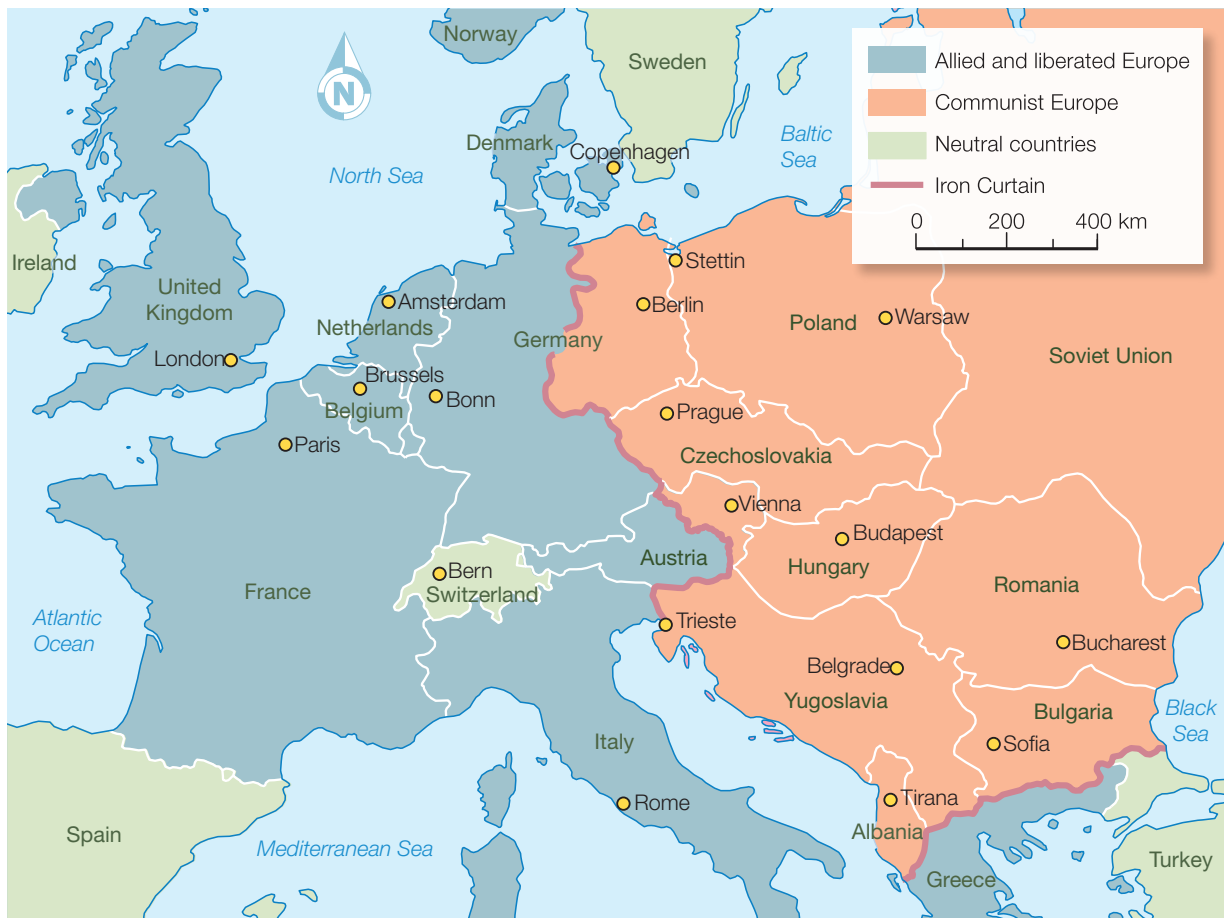 Norway
Sweden
Allied and liberated Europe
Communist Europe
Neutral countries
Iron Curtain
0 200 400 km
N
Baltic
Sea
Denmark
Copenhagen
North Sea
Ireland
United
Kingdom
London
Amsterdam
Netherlands
Germany
Stettin
Berlin
Poland
Warsaw
Soviet Union
Brussels
Belgium
Bonn
Paris
Prague
Czechoslovakia
Vienna
Austria
Budapest
Hungary
Romania
Bern
Switzerland
France
Atlantic
Ocean
Trieste
Bucharest
Belgrade
Yugoslavia
Bulgaria
Black
Sea
Sofia
Italy
Rome
Tirana
Albania
Spain
Mediterranean Sea
Greece
Turkey